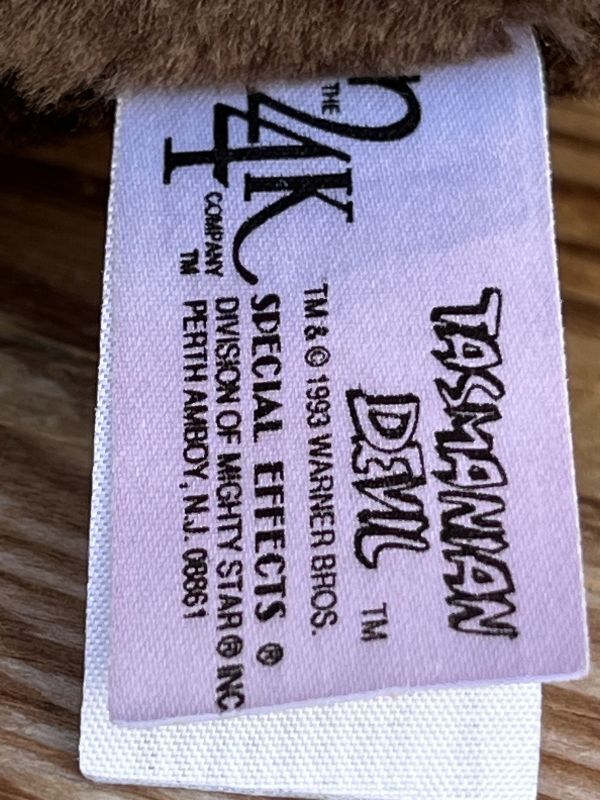 TASMANIAN
DEVIL TM
TM & © 1993 WARNER BROS.
THE
24K
COMPANY
TM
SPECIAL EFFECTS ®
DIVISION OF MIGHTY STAR ® INC
PERTH AMBOY, N.J. 08861